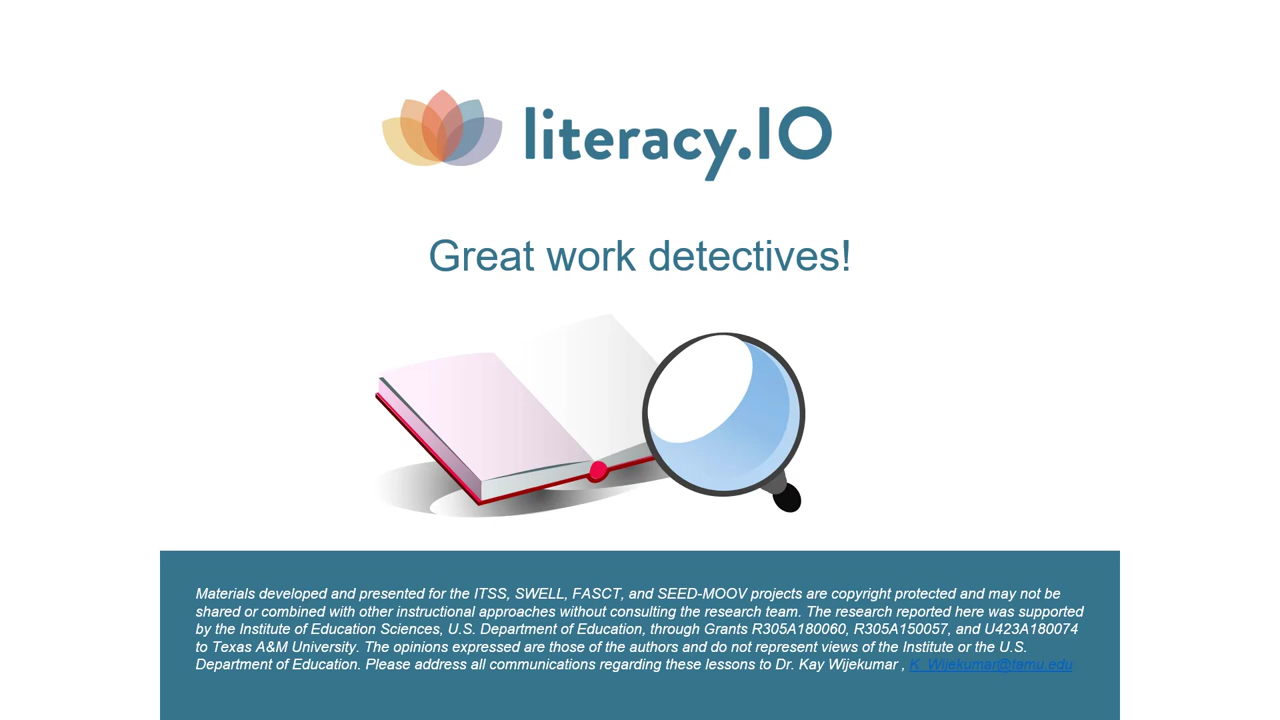 literacy.IO
Great work detectives!
Materials developed and presented for the ITSS, SWELL, FASCT, and SEED-MOOV projects are copyright protected and may not be
shared or combined with other instructional approaches without consulting the research team. The research reported here was supported
by the Institute of Education Sciences, U.S. Department of Education, through Grants R305A180060, R305A150057, and U423A180074
to Texas A&M University. The opinions expressed are those of the authors and do not represent views of the Institute or the U.S.
Department of Education. Please address all communications regarding these lessons to Dr. Kay Wijekumar , K_Wijekumar@tamu.edu